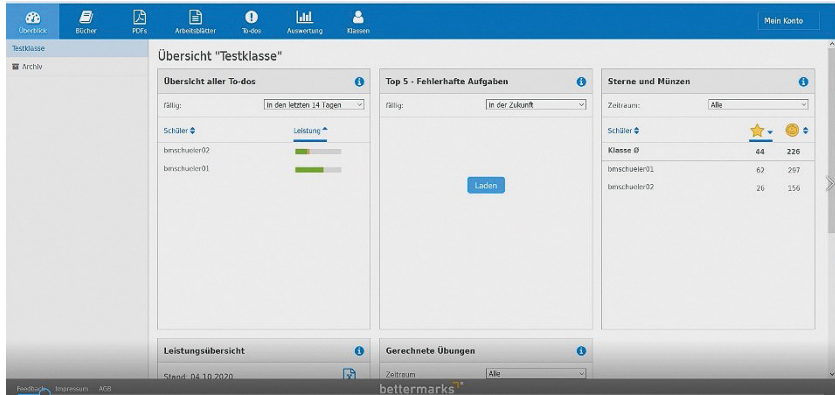 Überblick Bücher PDFs Arbeitsblätter To-dos Auswertung Klassen Mein Konto
Testklasse
Archiv
Übersicht "Testklasse"
Übersicht aller To-dos
fällig: In den letzten 14 Tagen
Schüler Leistung
bmschueler02
bmschueler01
Top 5 - Fehlerhafte Aufgaben
fällig: In der Zukunft
Laden
Sterne und Münzen
Zeitraum: Alle
Schüler
Klasse Ø 44 226
bmschueler01 62 297
bmschueler02 26 156
Leistungsübersicht
Stand: 04.10.2020
Gerechnete Übungen
Zeitraum Alle
Feedback Impressum AGB
bettermarks